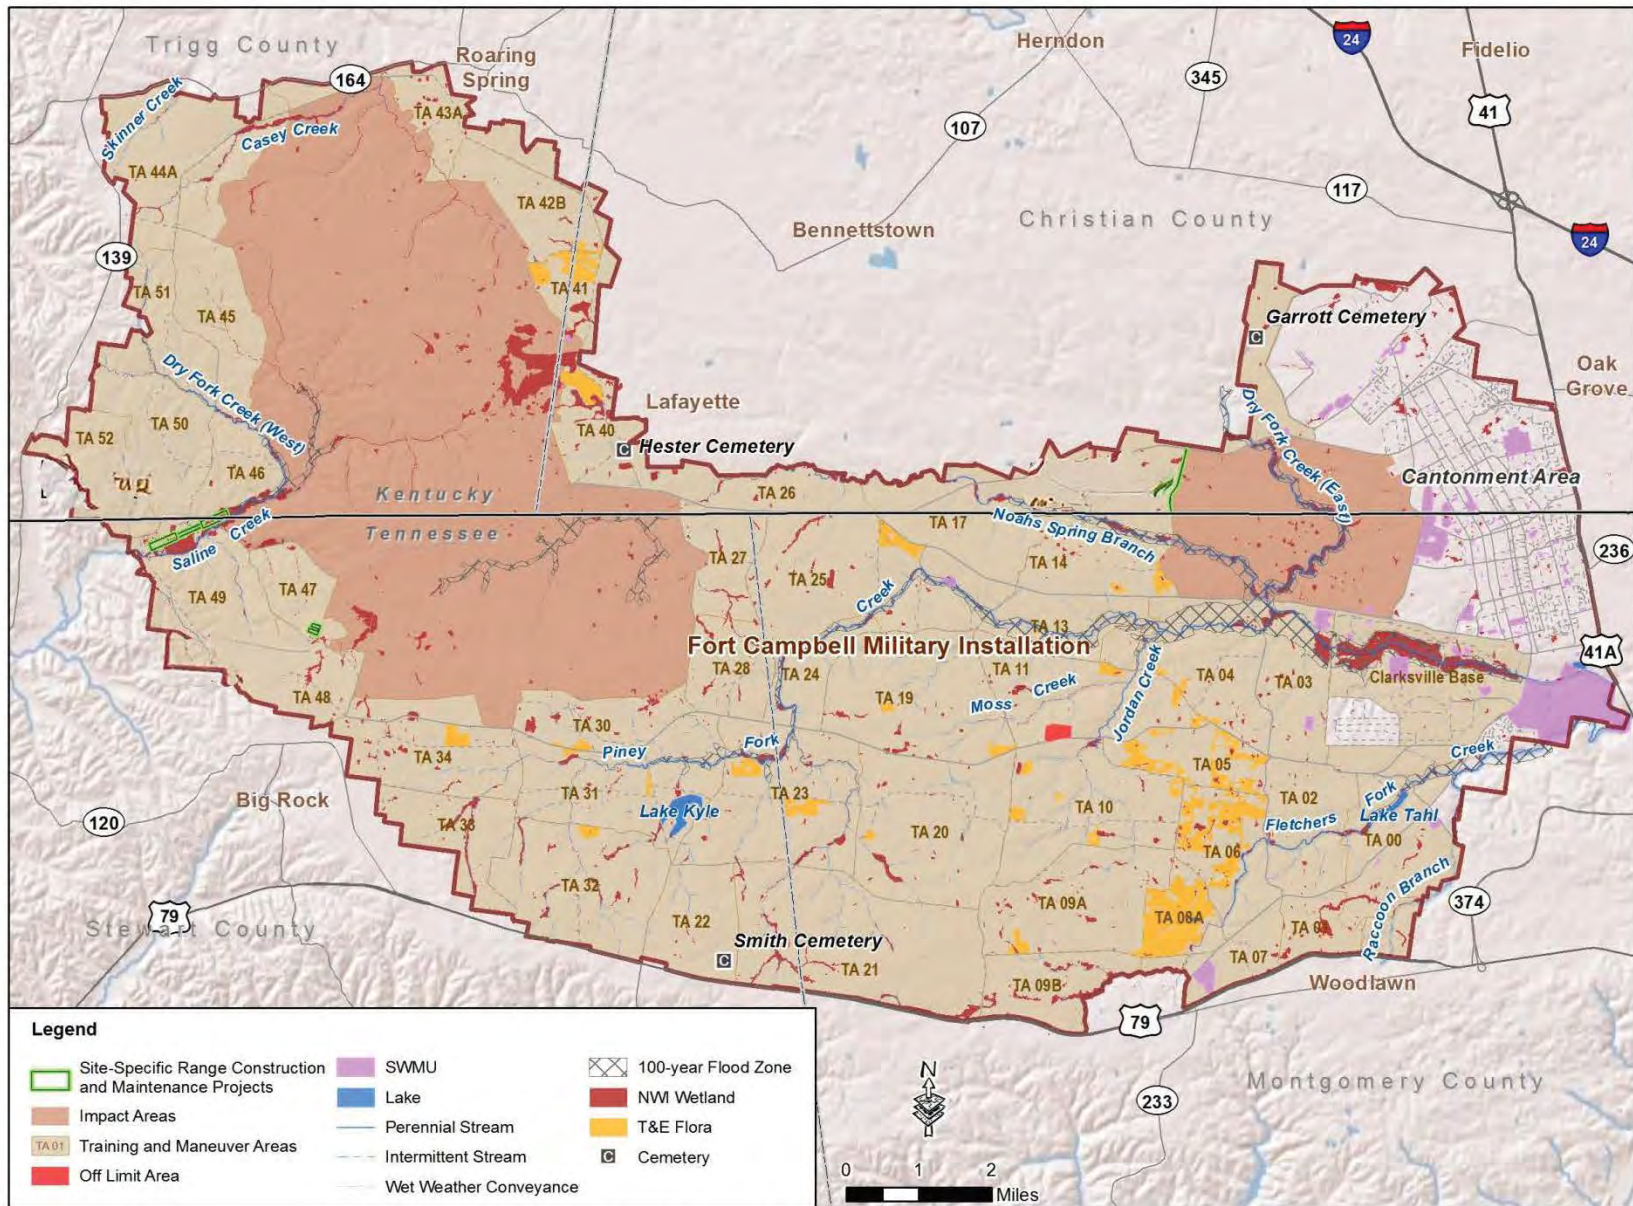 Trigg County
Roaring
Spring
Herndon
24
Fidelio
164
345
41
Skinner Creek
Casey Creek
TA 43A
107
TA 44A
117
TA 42B
Christian County
Bennettstown
24
139
TA 51
TA 41
TA 45
Garrott Cemetery
C
Oak
Grove
Dry Fork Creek (West)
Lafayette
Dry Fork Creek (East)
TA 52
TA 50
TA 40
C
Hester Cemetery
TA 46
Cantonment Area
Kentucky
TA 26
Tennessee
TA 17
Noahs Spring Branch
Saline Creek
TA 27
236
TA 14
TA 25
TA 49
TA 47
Creek
TA 13
Fort Campbell Military Installation
41A
TA 28
TA 24
TA 11
TA 04
TA 03
Clarksville Base
TA 48
TA 19
Moss Creek
Jordan Creek
TA 30
Piney
Fork
Creek
TA 34
TA 05
TA 31
TA 23
TA 02
Big Rock
Lake Kyle
TA 10
Fork
Lake Tahl
120
TA 33
TA 20
Fletchers
TA 00
TA 06
TA 32
Raccoon Branch
TA 09A
TA 08A
374
79
TA 22
Stewart County
Smith Cemetery
C
TA 07
TA 21
TA 09B
Woodlawn
79
Legend
Site-Specific Range Construction
and Maintenance Projects
Impact Areas
TA 01
Training and Maneuver Areas
Off Limit Area
SWMU
Lake
Perennial Stream
Intermittent Stream
Wet Weather Conveyance
100-year Flood Zone
NWI Wetland
T&E Flora
C
Cemetery
N
233
Montgomery County
0
1
2
Miles